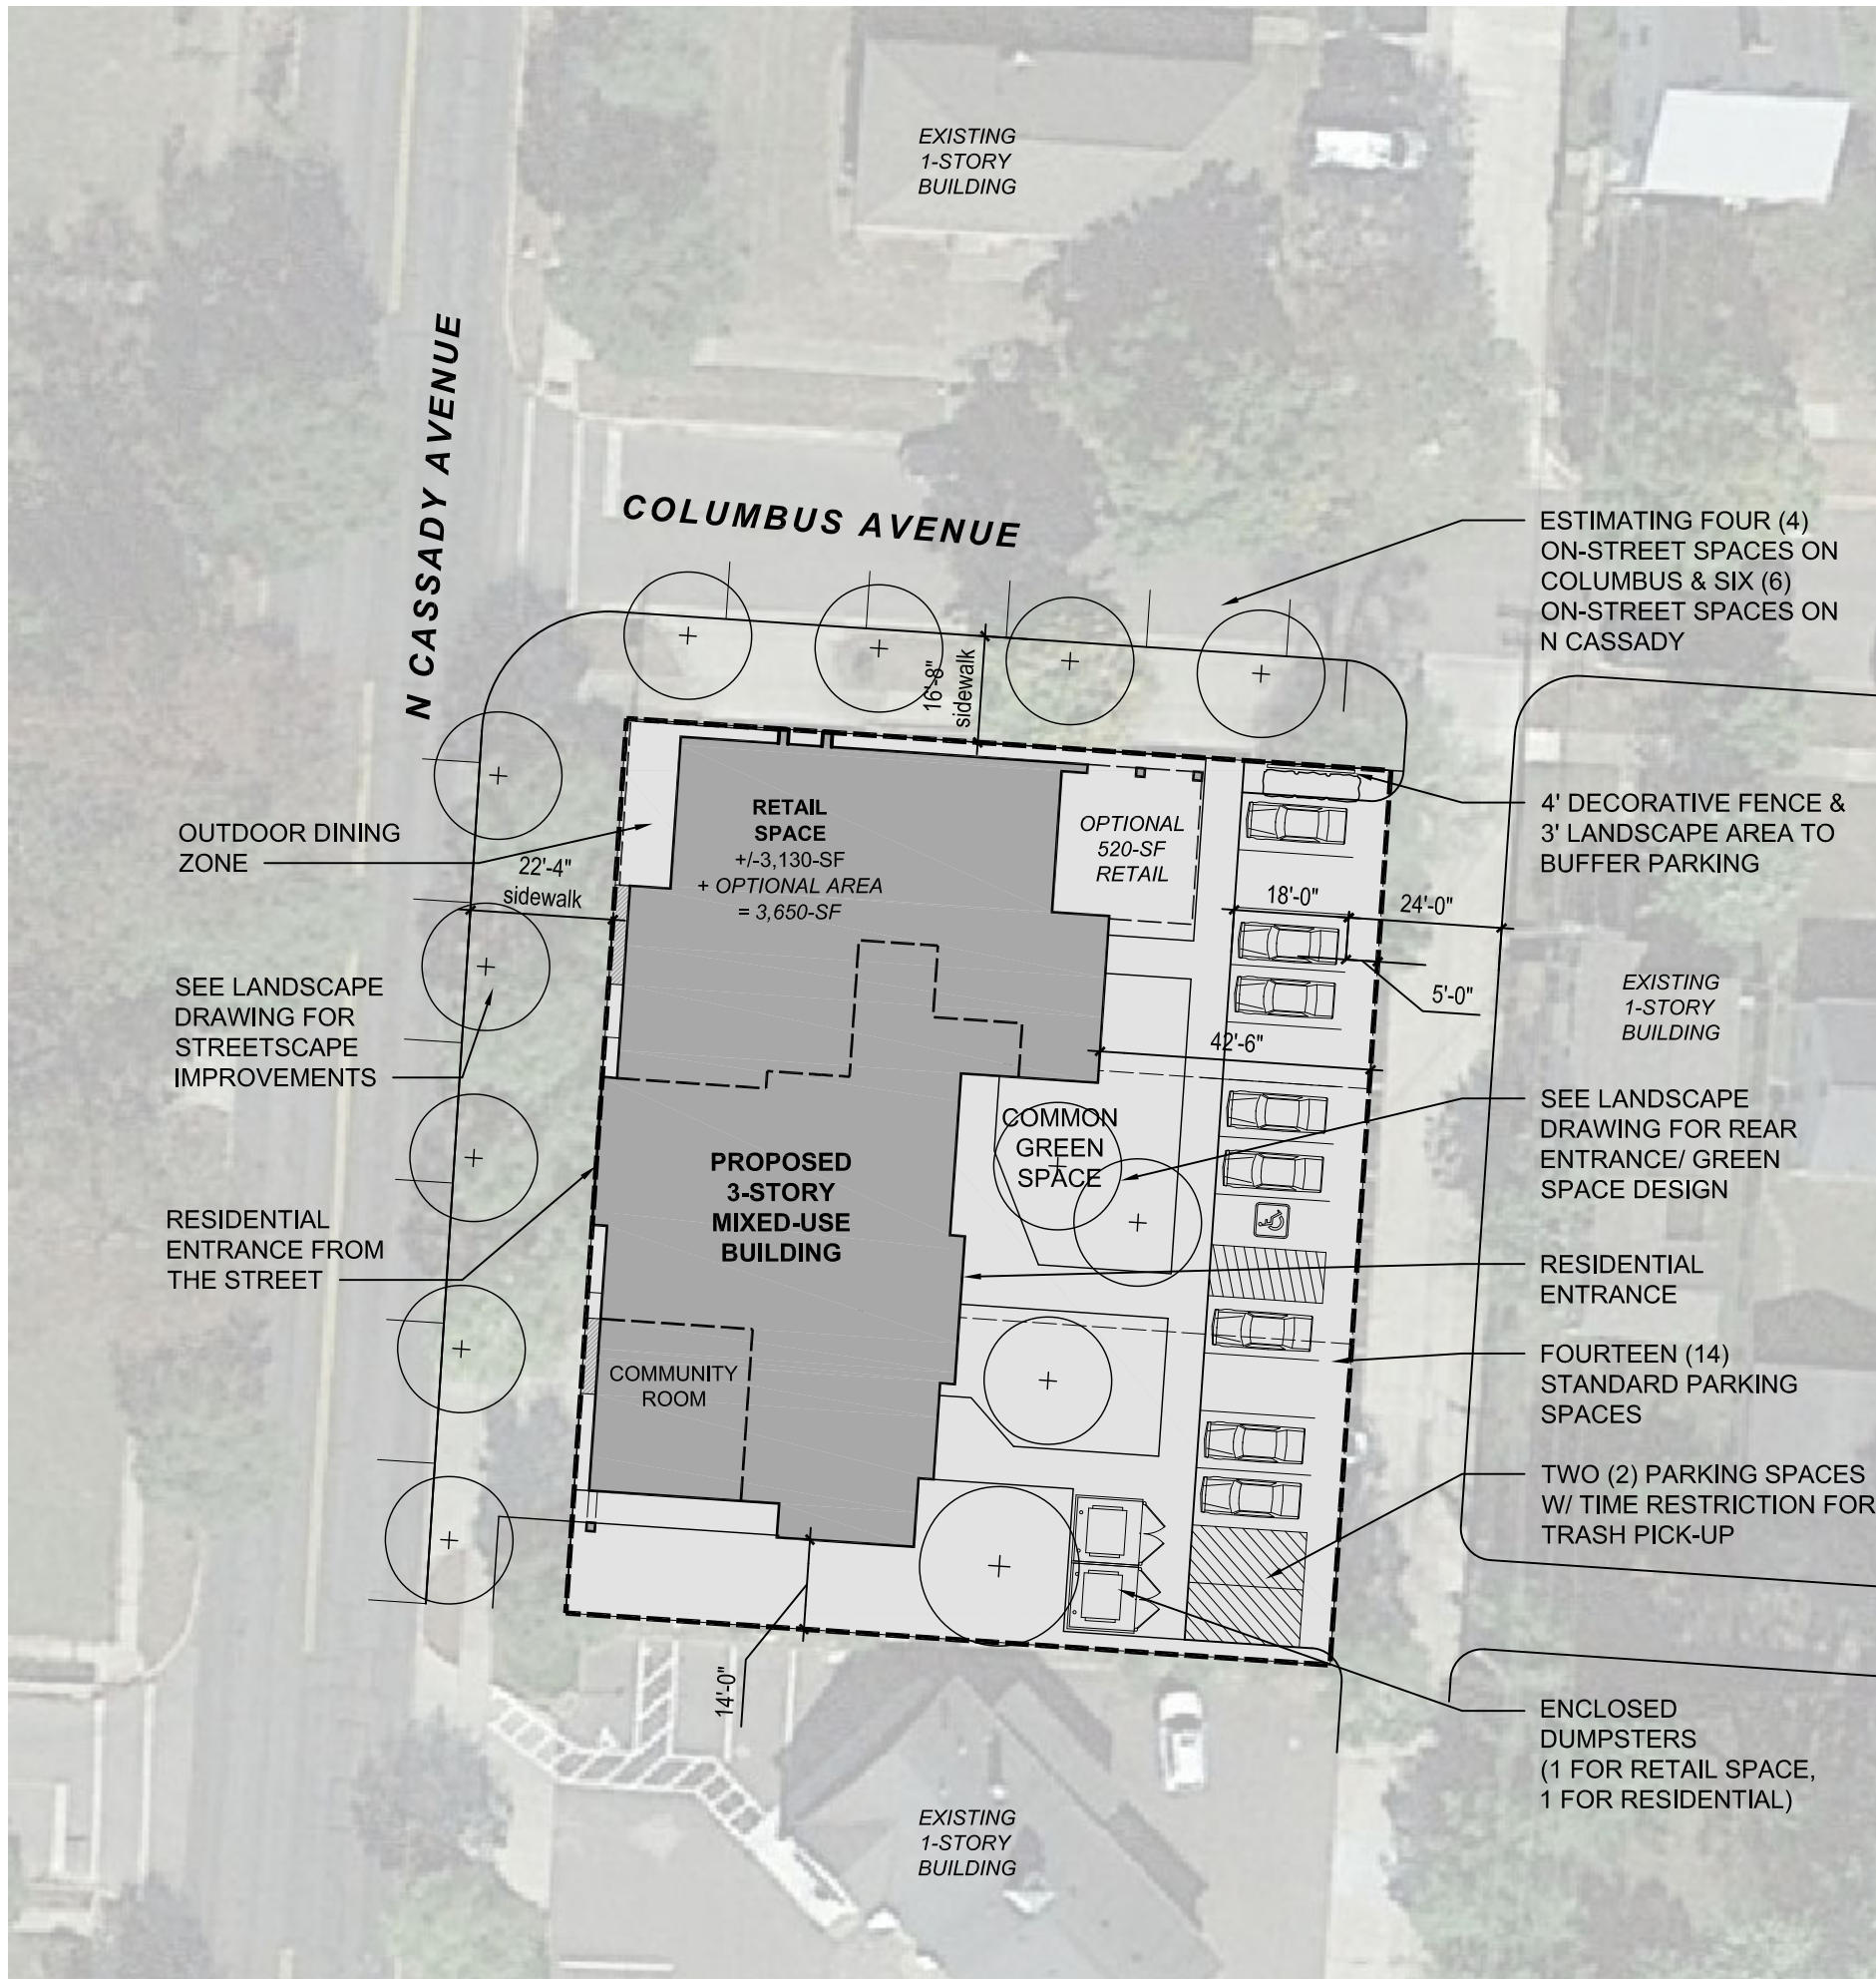 EXISTING
1-STORY
BUILDING
N CASSADY AVENUE
COLUMBUS AVENUE
ESTIMATING FOUR (4)
ON-STREET SPACES ON
COLUMBUS & SIX (6)
ON-STREET SPACES ON
N CASSADY
16'-8"
sidewalk
OUTDOOR DINING
ZONE
22'-4"
sidewalk
RETAIL
SPACE
+/-3,130-SF
+ OPTIONAL AREA
= 3,650-SF
OPTIONAL
520-SF
RETAIL
4' DECORATIVE FENCE &
3' LANDSCAPE AREA TO
BUFFER PARKING
18'-0"
24'-0"
5'-0"
42'-6"
SEE LANDSCAPE
DRAWING FOR
STREETSCAPE
IMPROVEMENTS
EXISTING
1-STORY
BUILDING
COMMON
GREEN
SPACE
SEE LANDSCAPE
DRAWING FOR REAR
ENTRANCE/ GREEN
SPACE DESIGN
PROPOSED
3-STORY
MIXED-USE
BUILDING
RESIDENTIAL
ENTRANCE FROM
THE STREET
RESIDENTIAL
ENTRANCE
COMMUNITY
ROOM
FOURTEEN (14)
STANDARD PARKING
SPACES
TWO (2) PARKING SPACES
W/ TIME RESTRICTION FOR
TRASH PICK-UP
14'-0"
ENCLOSED
DUMPSTERS
(1 FOR RETAIL SPACE,
1 FOR RESIDENTIAL)
EXISTING
1-STORY
BUILDING